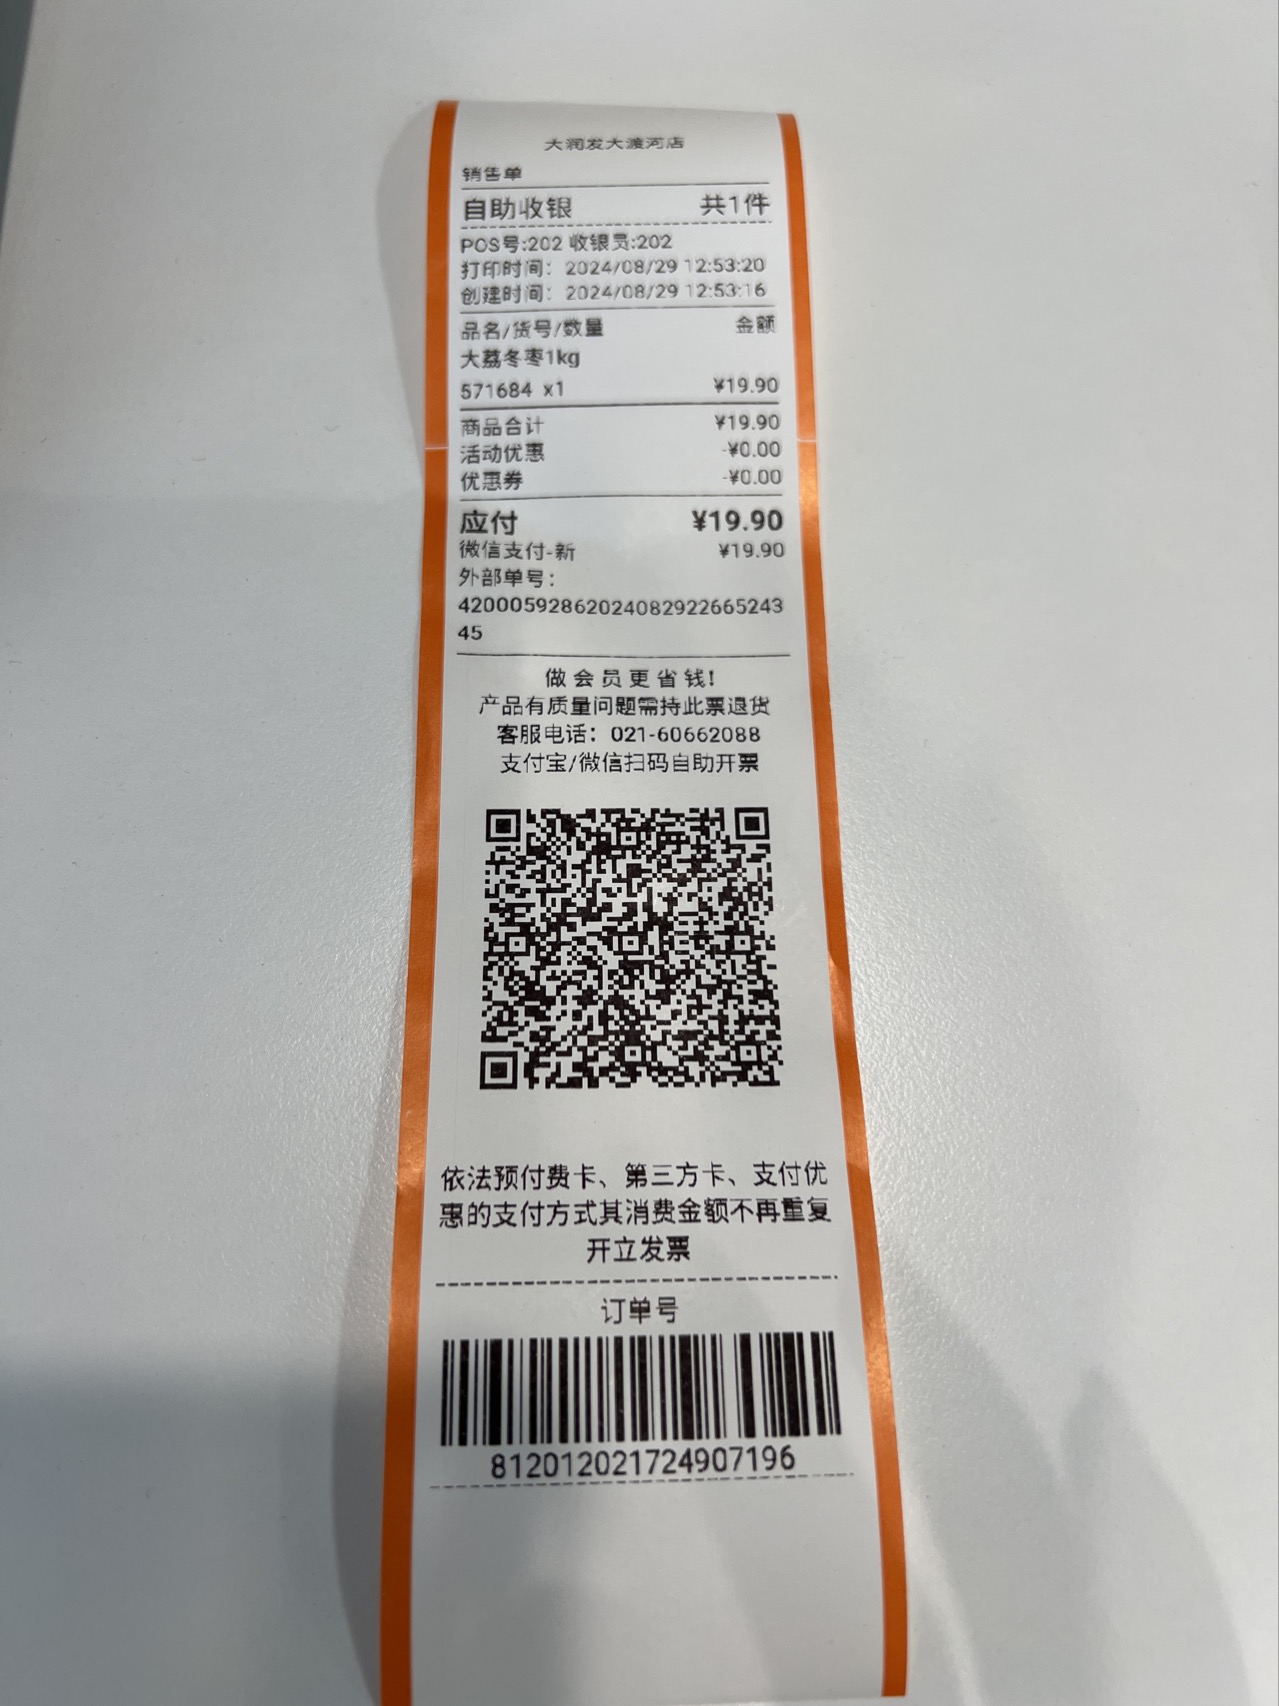 大润发大渡河店
销售单
自助收银 共1件
POS号:202 收银员:202
打印时间： 2024/08/29 12:53:20
创建时间： 2024/08/29 12:53:16
品名/货号/数量 金额
大荔冬枣1kg
571684 x1 ¥19.90
商品合计 ¥19.90
活动优惠 -¥0.00
优惠券 -¥0.00
应付 ¥19.90
微信支付-新 ¥19.90
外部单号：
42000592862024082922665243
45
做会员更省钱!
产品有质量问题需持此票退货
客服电话：021-60662088
支付宝/微信扫码自助开票
依法预付费卡、第三方卡、支付优
惠的支付方式其消费金额不再重复
开立发票
订单号
812012021724907196